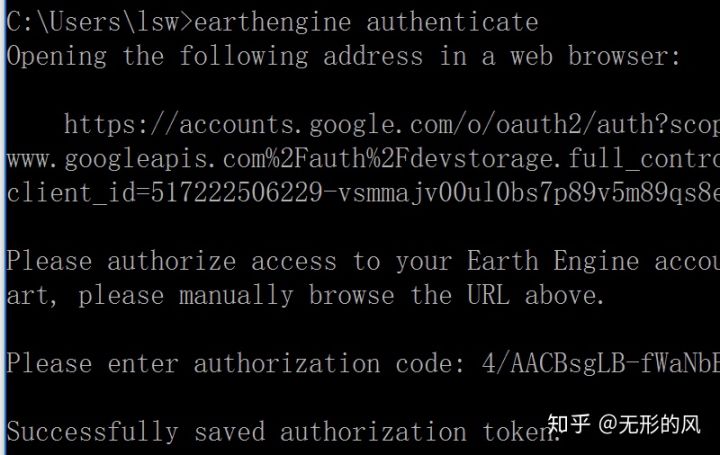 C:\Users\lsw>earthengine authenticate
Opening the following address in a web browser:
https://accounts.google.com/o/oauth2/auth?scop
www.googleapis.com%2Fauth%2Fdevstorage.full_contro
client_id=517222506229-vsmmajv00ul0bs7p89v5m89qs8e
Please authorize access to your Earth Engine accou
art, please manually browse the URL above.
Please enter authorization code: 4/AACBsgLB-fWaNbE
Successfully saved authorization token.
知乎 @无形的风